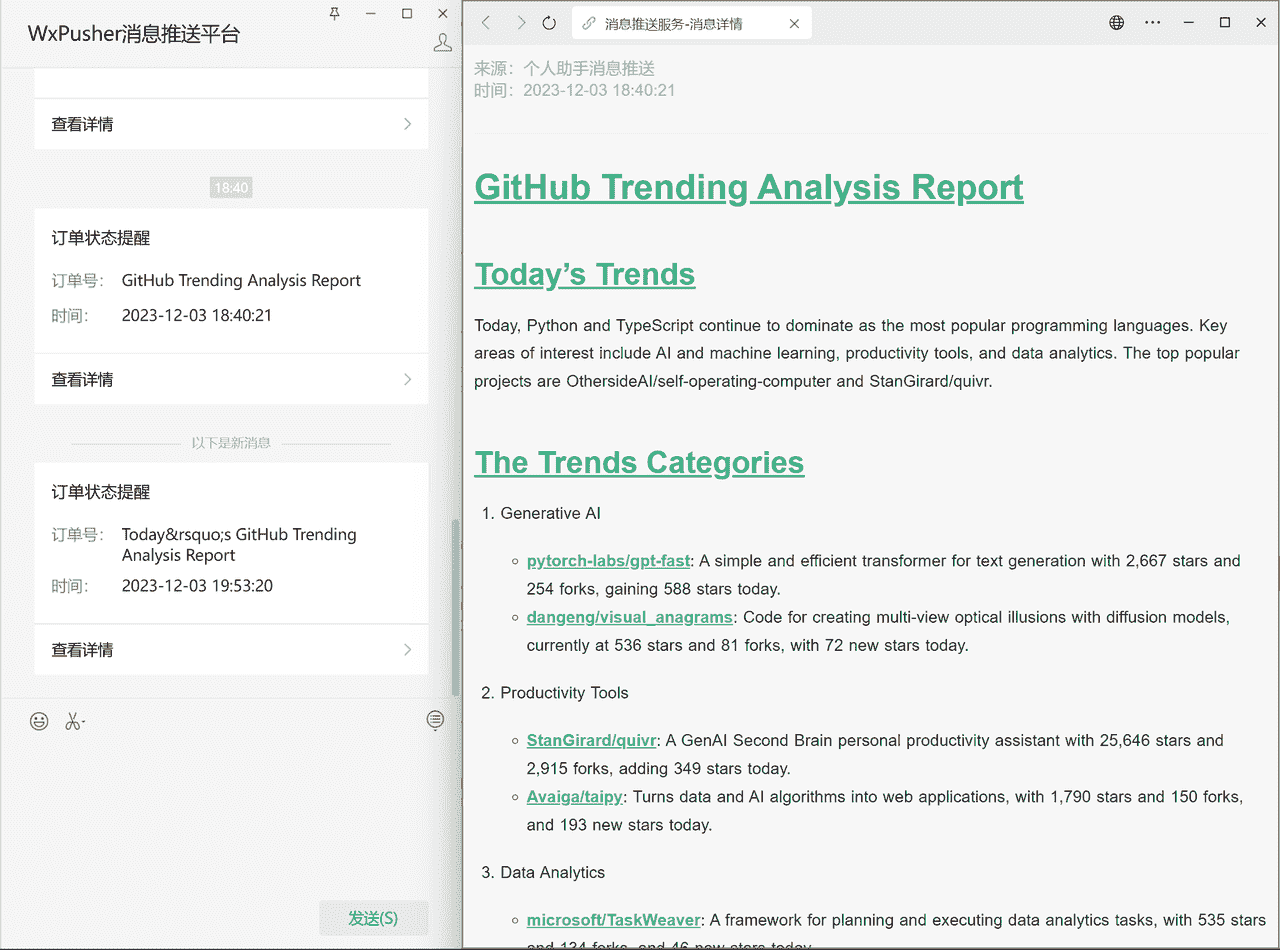 WxPusher消息推送平台
查看详情
18:40
订单状态提醒
订单号： GitHub Trending Analysis Report
时间： 2023-12-03 18:40:21
查看详情
以下是新消息
订单状态提醒
订单号： Today&rsquo;s GitHub Trending
Analysis Report
时间： 2023-12-03 19:53:20
查看详情
发送(S)
消息推送服务-消息详情
来源：个人助手消息推送
时间：2023-12-03 18:40:21
GitHub Trending Analysis Report
Today’s Trends
Today, Python and TypeScript continue to dominate as the most popular programming languages. Key
areas of interest include AI and machine learning, productivity tools, and data analytics. The top popular
projects are OthersideAI/self-operating-computer and StanGirard/quivr.
The Trends Categories
1. Generative AI
pytorch-labs/gpt-fast: A simple and efficient transformer for text generation with 2,667 stars and
254 forks, gaining 588 stars today.
dangeng/visual_anagrams: Code for creating multi-view optical illusions with diffusion models,
currently at 536 stars and 81 forks, with 72 new stars today.
2. Productivity Tools
StanGirard/quivr: A GenAI Second Brain personal productivity assistant with 25,646 stars and
2,915 forks, adding 349 stars today.
Avaiga/taipy: Turns data and AI algorithms into web applications, with 1,790 stars and 150 forks,
and 193 new stars today.
3. Data Analytics
microsoft/TaskWeaver: A framework for planning and executing data analytics tasks, with 535 stars
and 134 forks, and 46 new stars today.